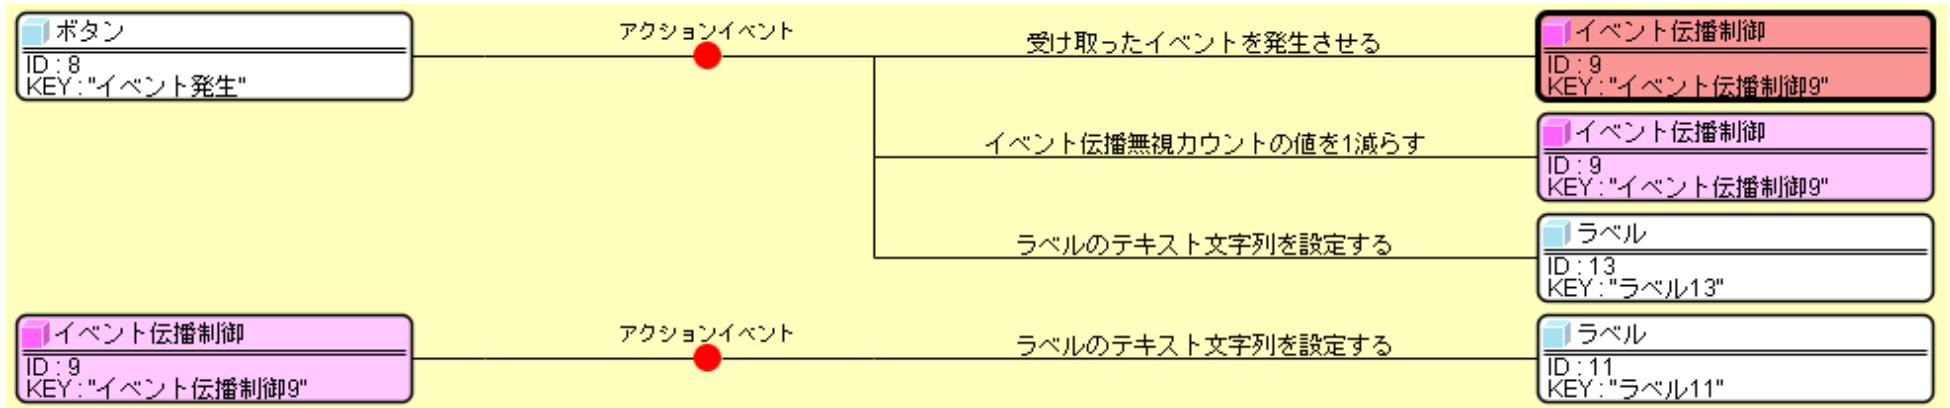 ボタン
ID : 8
KEY : "イベント発生"
アクションイベント
受け取ったイベントを発生させる
イベント伝播制御
ID : 9
KEY : "イベント伝播制御9"
イベント伝播無視カウントの値を1減らす
イベント伝播制御
ID : 9
KEY : "イベント伝播制御9"
ラベルのテキスト文字列を設定する
ラベル
ID : 13
KEY : "ラベル13"
イベント伝播制御
ID : 9
KEY : "イベント伝播制御9"
アクションイベント
ラベルのテキスト文字列を設定する
ラベル
ID : 11
KEY : "ラベル11"